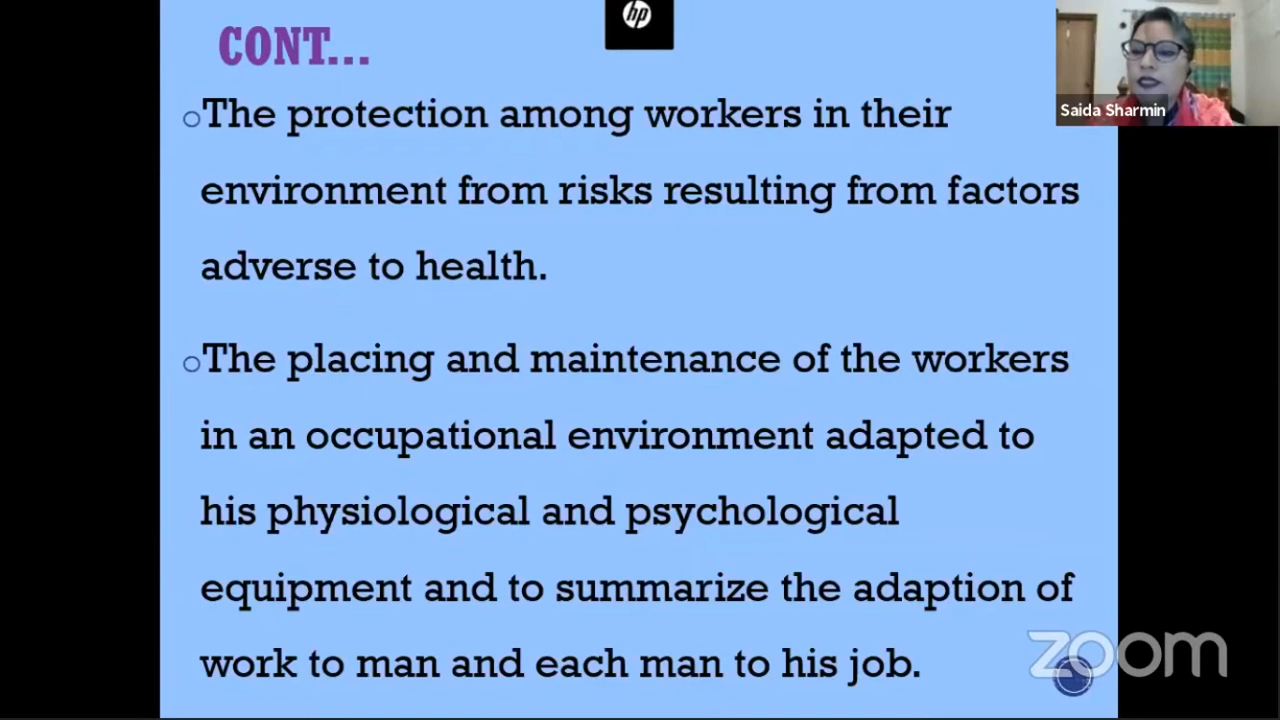 CONT...
hp
Saida Sharmin
The protection among workers in their
environment from risks resulting from factors
adverse to health.
The placing and maintenance of the workers
in an occupational environment adapted to
his physiological and psychological
equipment and to summarize the adaption of
work to man and each man to his job.
zoom